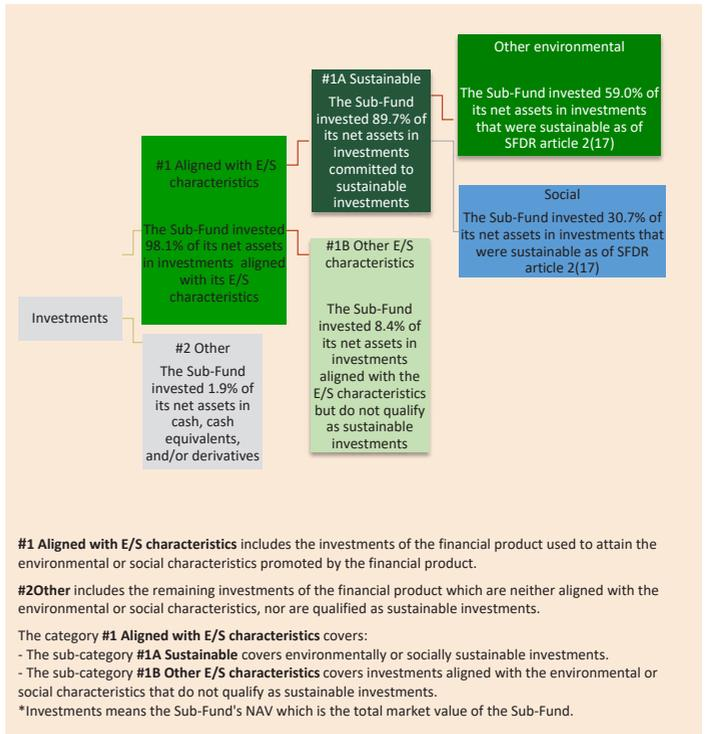 Other environmental
The Sub-Fund invested 59.0% of
its net assets in investments
that were sustainable as of
SFDR article 2(17)
#1A Sustainable
The Sub-Fund
invested 89.7% of
its net assets in
investments
committed to
sustainable
investments
Social
The Sub-Fund invested 30.7% of
its net assets in investments that
were sustainable as of SFDR
article 2(17)
#1 Aligned with E/S
characteristics
The Sub-Fund invested
98.1% of its net assets
in investments aligned
with its E/S
characteristics
#1B Other E/S
characteristics
The Sub-Fund
invested 8.4% of
its net assets in
investments
aligned with the
E/S characteristics
but do not qualify
as sustainable
investments
Investments
#2 Other
The Sub-Fund
invested 1.9% of
its net assets in
cash, cash
equivalents,
and/or derivatives
#1 Aligned with E/S characteristics includes the investments of the financial product used to attain the
environmental or social characteristics promoted by the financial product.
#2Other includes the remaining investments of the financial product which are neither aligned with the
environmental or social characteristics, nor are qualified as sustainable investments.
The category #1 Aligned with E/S characteristics covers:
- The sub-category #1A Sustainable covers environmentally or socially sustainable investments.
- The sub-category #1B Other E/S characteristics covers investments aligned with the environmental or
social characteristics that do not qualify as sustainable investments.
*Investments means the Sub-Fund's NAV which is the total market value of the Sub-Fund.